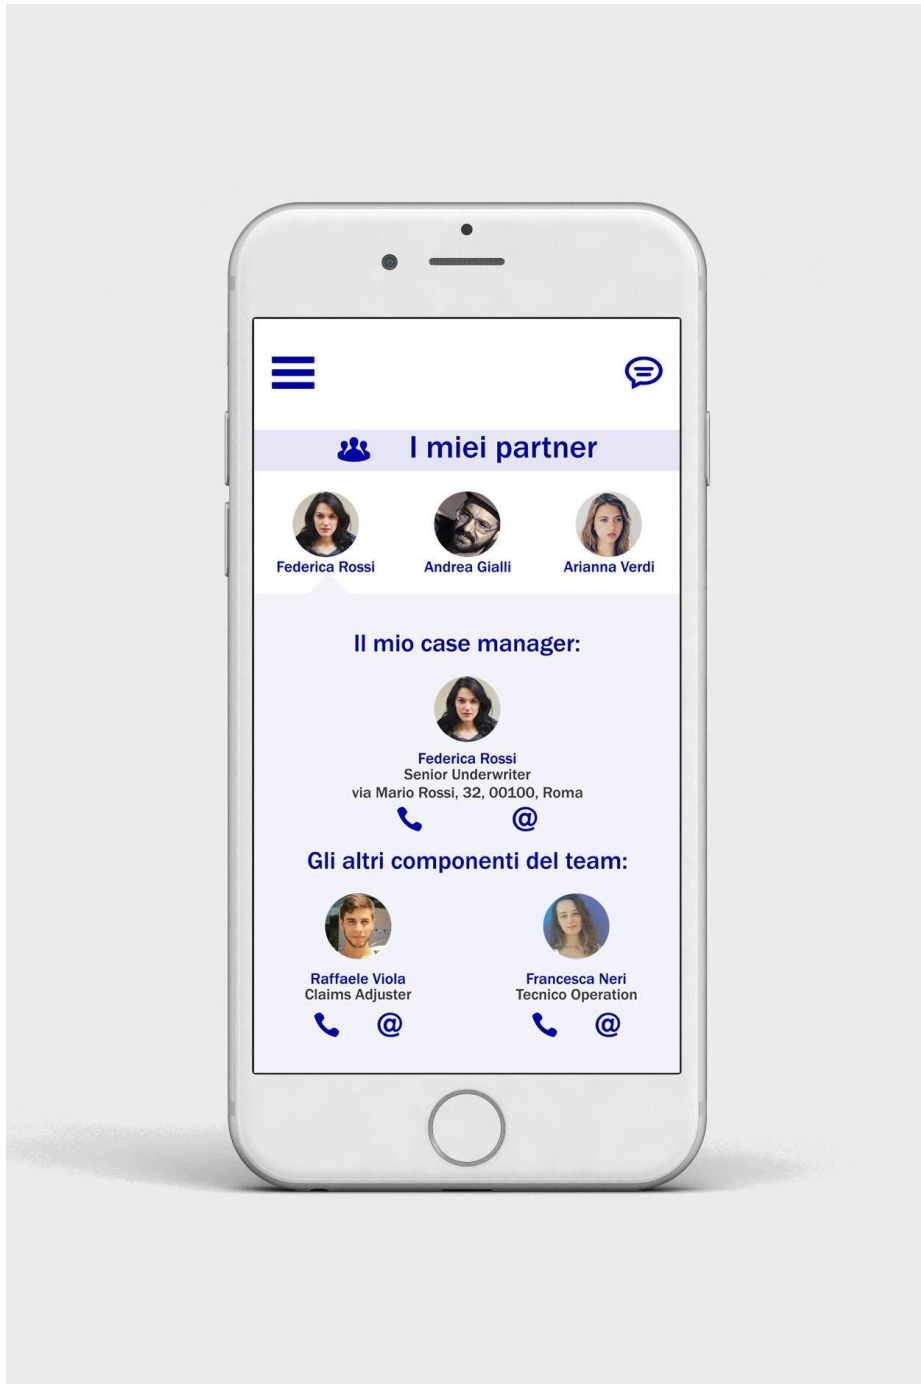 I miei partner
Federica Rossi
Andrea Gialli
Arianna Verdi
Il mio case manager:
Federica Rossi
Senior Underwriter
via Mario Rossi, 32, 00100, Roma
@
Gli altri componenti del team:
Raffaele Viola
Francesca Neri
Claims Adjuster
Tecnico Operation
@
@